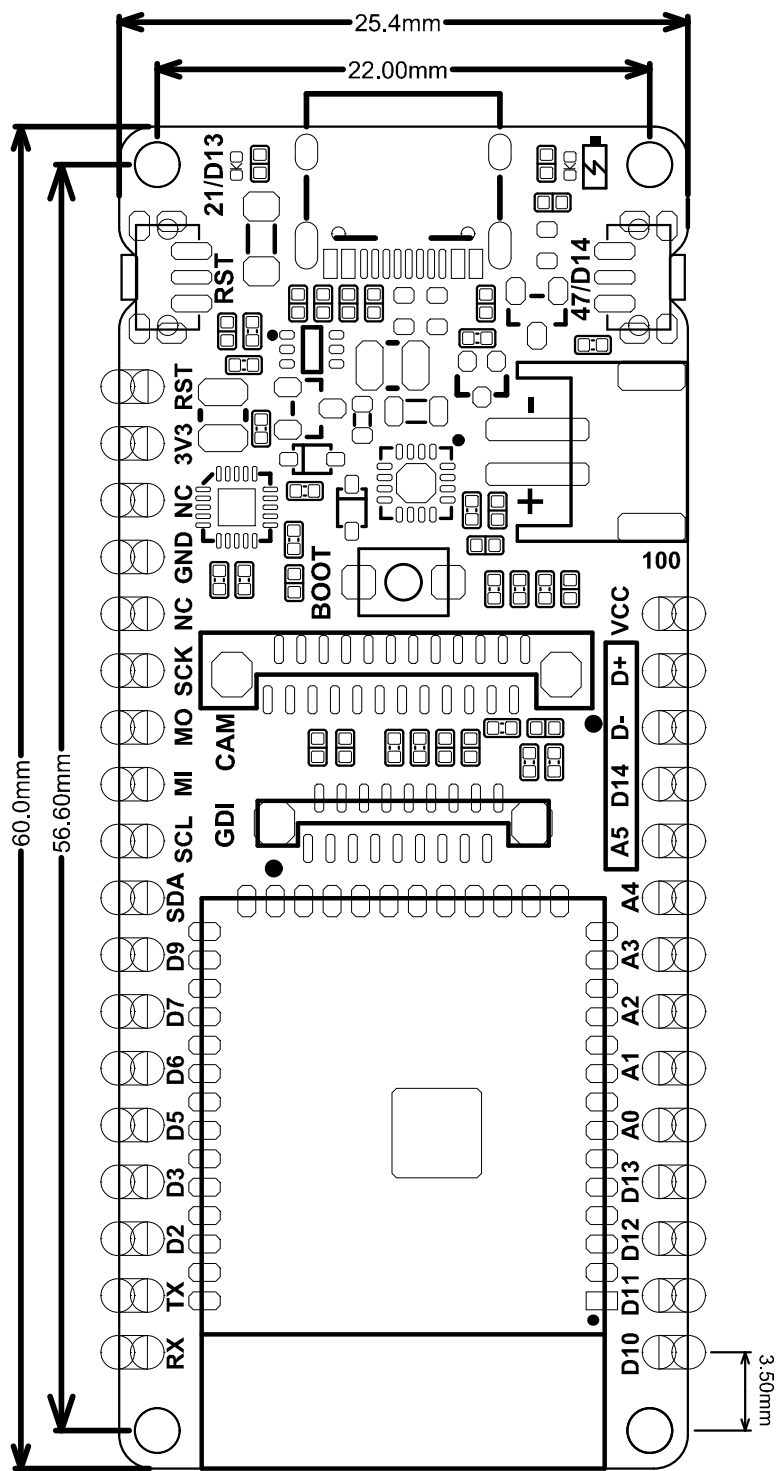 25.4mm
22.00mm
60.0mm
56.60mm
21/D13
47/D14
RST
RST
3V3
NC
GND
NC
SCK
MO
MI
SCL
SDA
D9
D7
D6
D5
D3
D2
TX
RX
-
+
100
BOOT
CAM
GDI
VCC
D+
D-
D14
A5
A4
A3
A2
A1
A0
D13
D12
D11
D10
3.50mm